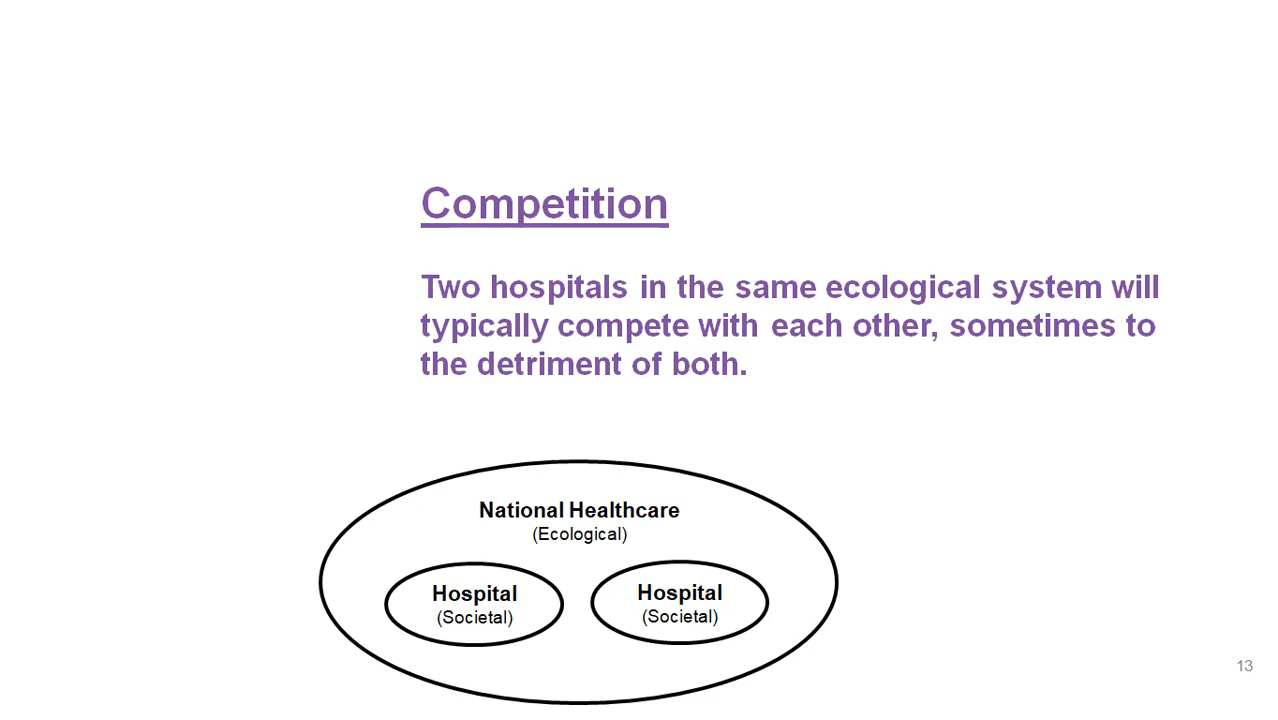 Competition
Two hospitals in the same ecological system will
typically compete with each other, sometimes to
the detriment of both.
National Healthcare
(Ecological)
Hospital
(Societal)
Hospital
(Societal)
13